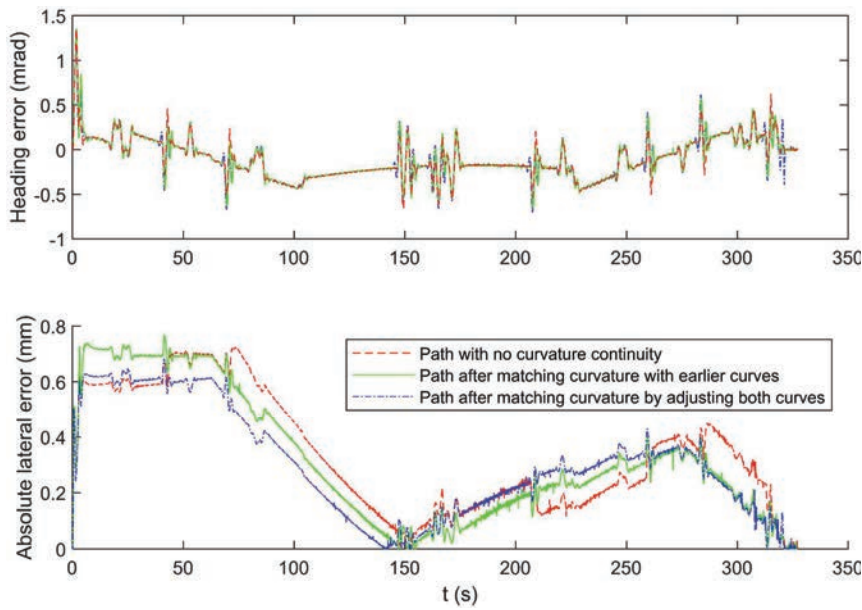 1.5
1
0.5
0
-0.5
-1
Heading error (mrad)
0 50 100 150 200 250 300 350
0.8
0.6
0.4
0.2
0
Absolute lateral error (mm)
Path with no curvature continuity
Path after matching curvature with earlier curves
Path after matching curvature by adjusting both curves
0 50 100 150 200 250 300 350
t (s)